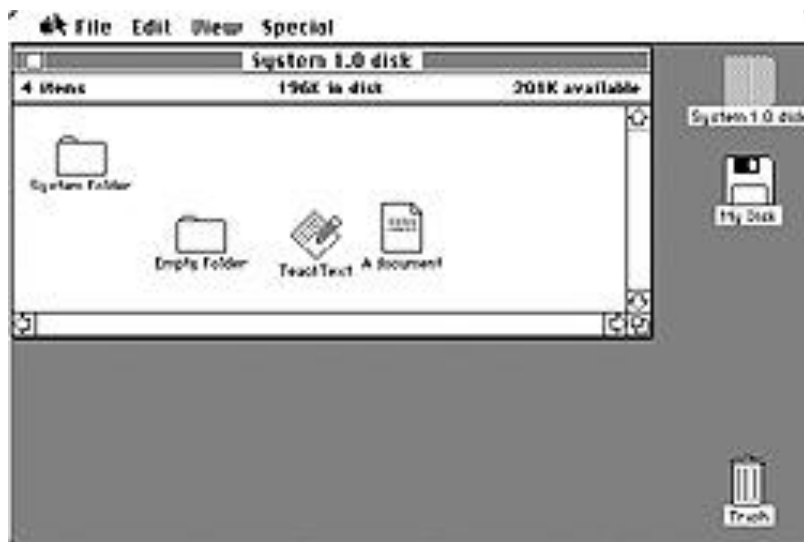 File Edit View Special
System 1.0 disk
4 items 196K in disk 201K available
System 1.0 disk
System Folder
My Disk
Empty Folder TeachText A document
Trash